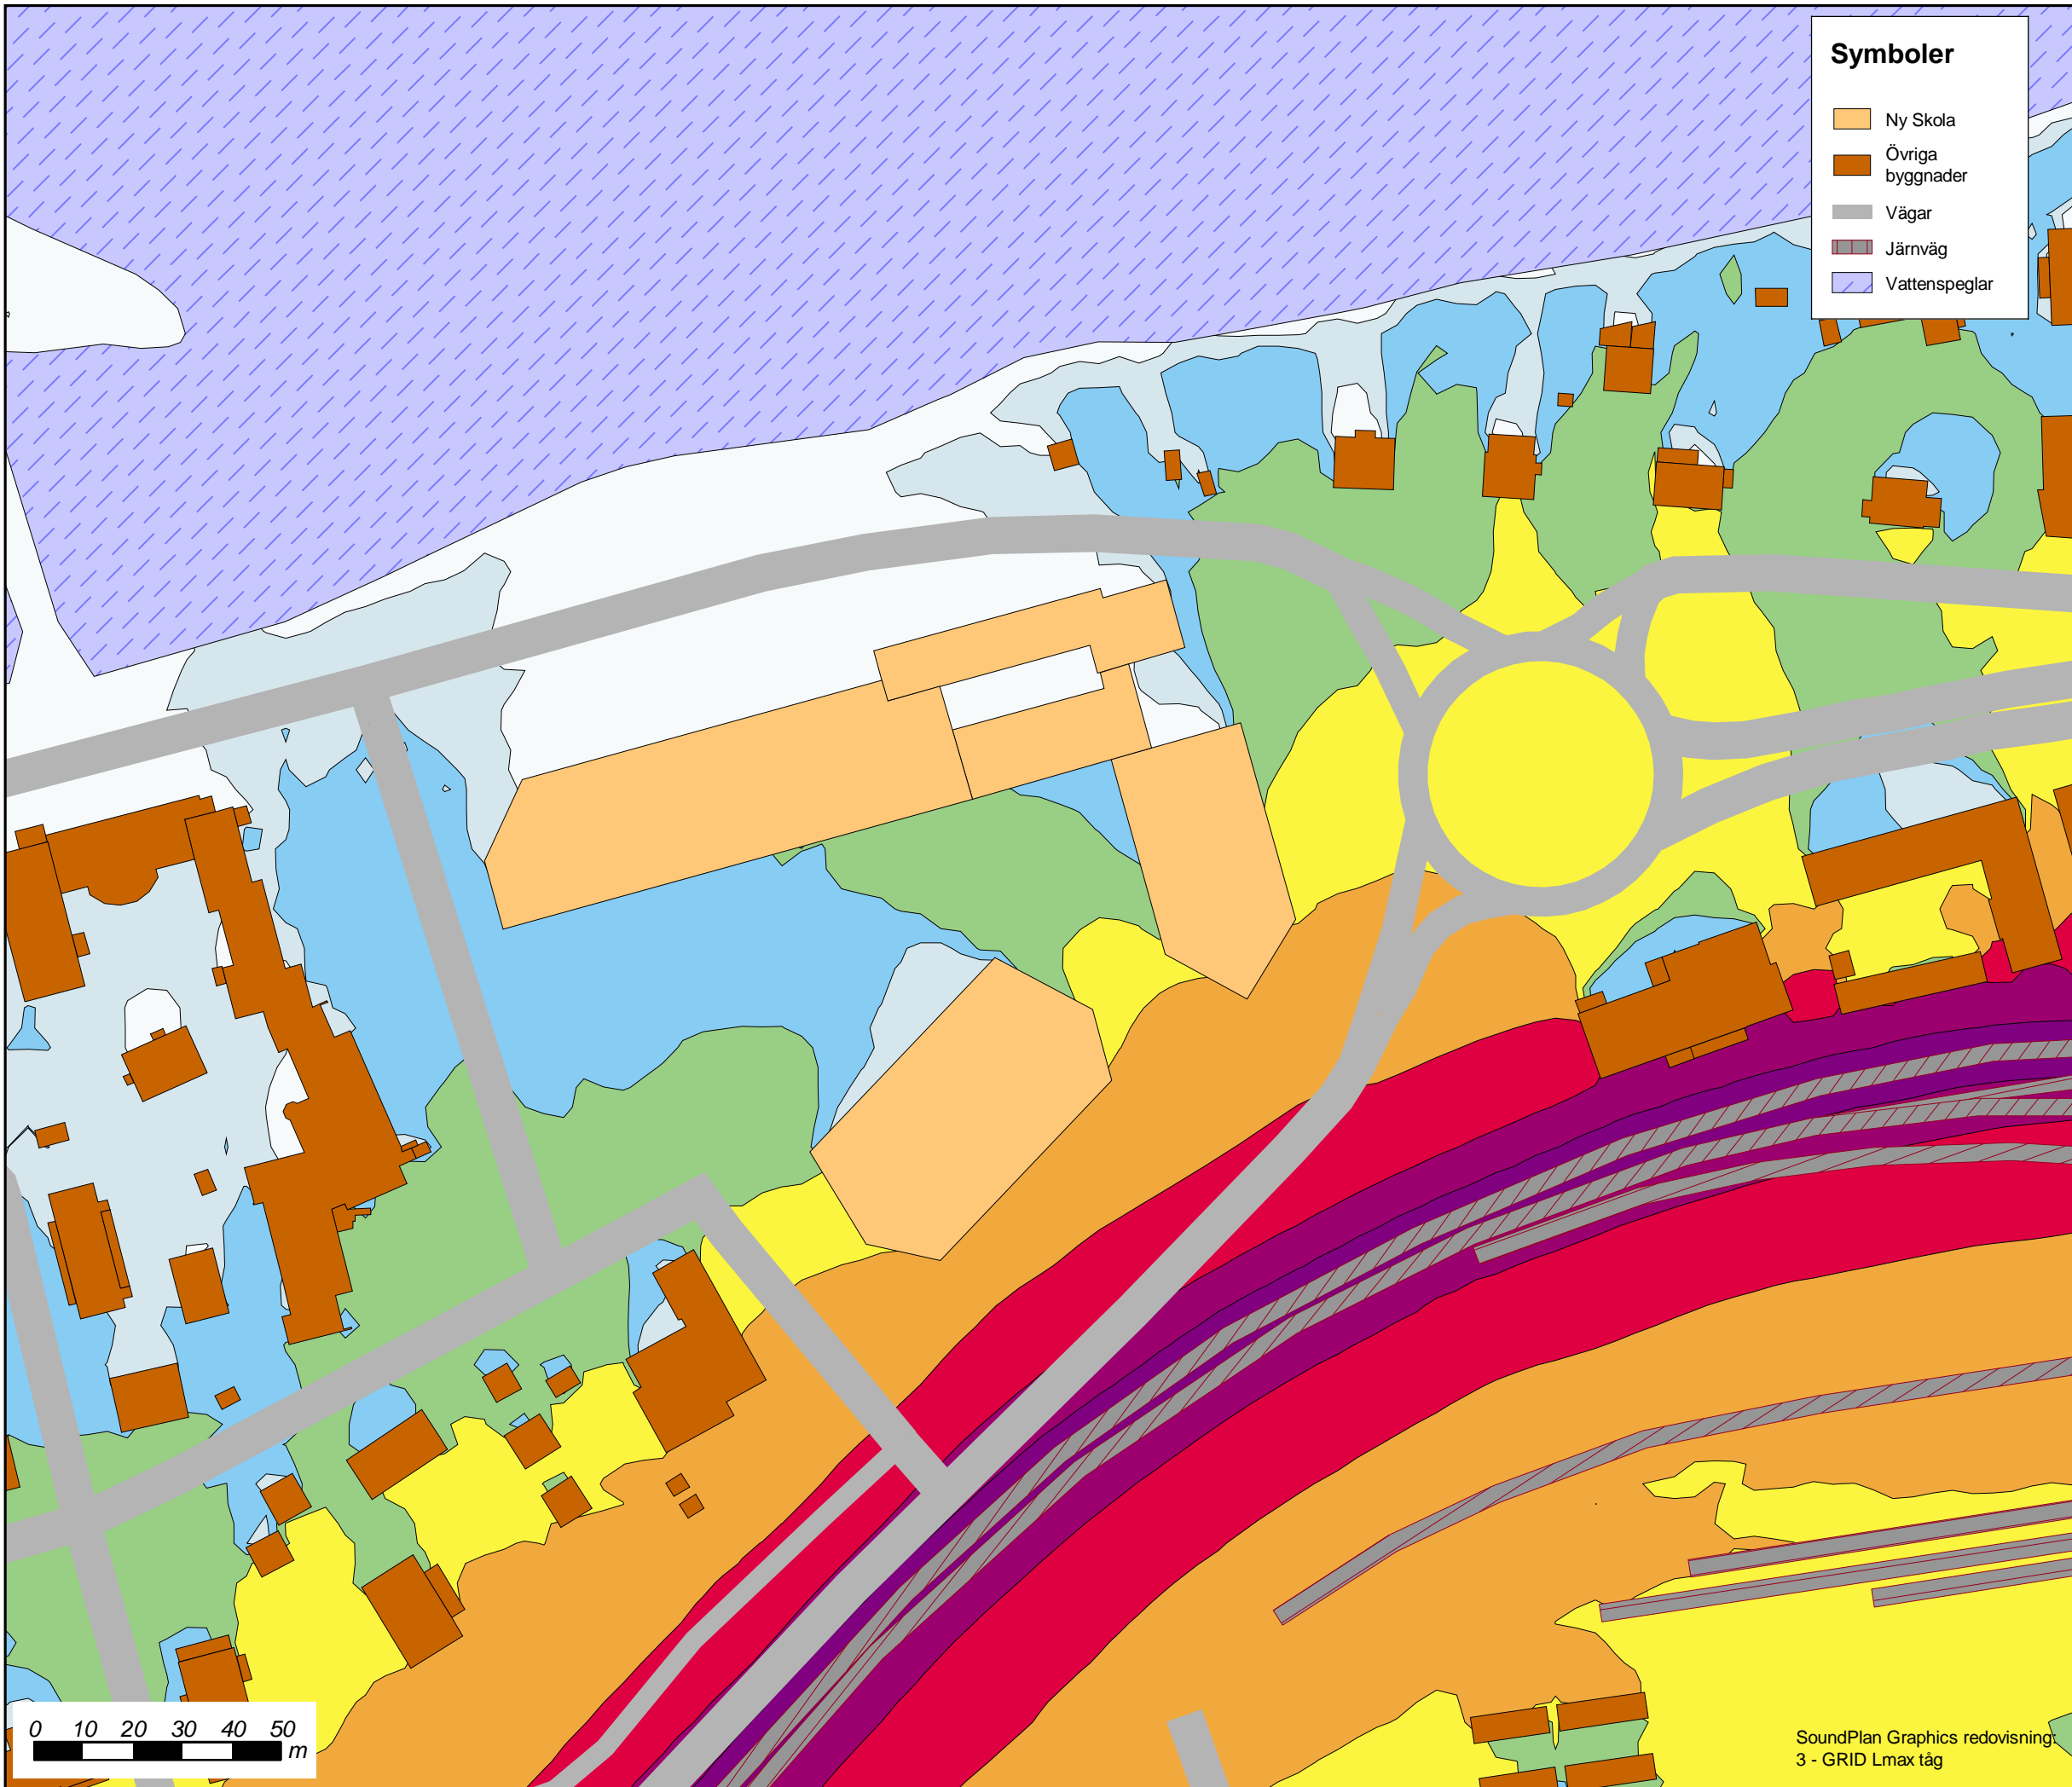 Symboler
Ny Skola
Övriga
byggnader
Vägar
Järnväg
Vattenspeglar
0 10 20 30 40 50
m
SoundPlan Graphics redovisning:
3 - GRID Lmax tåg